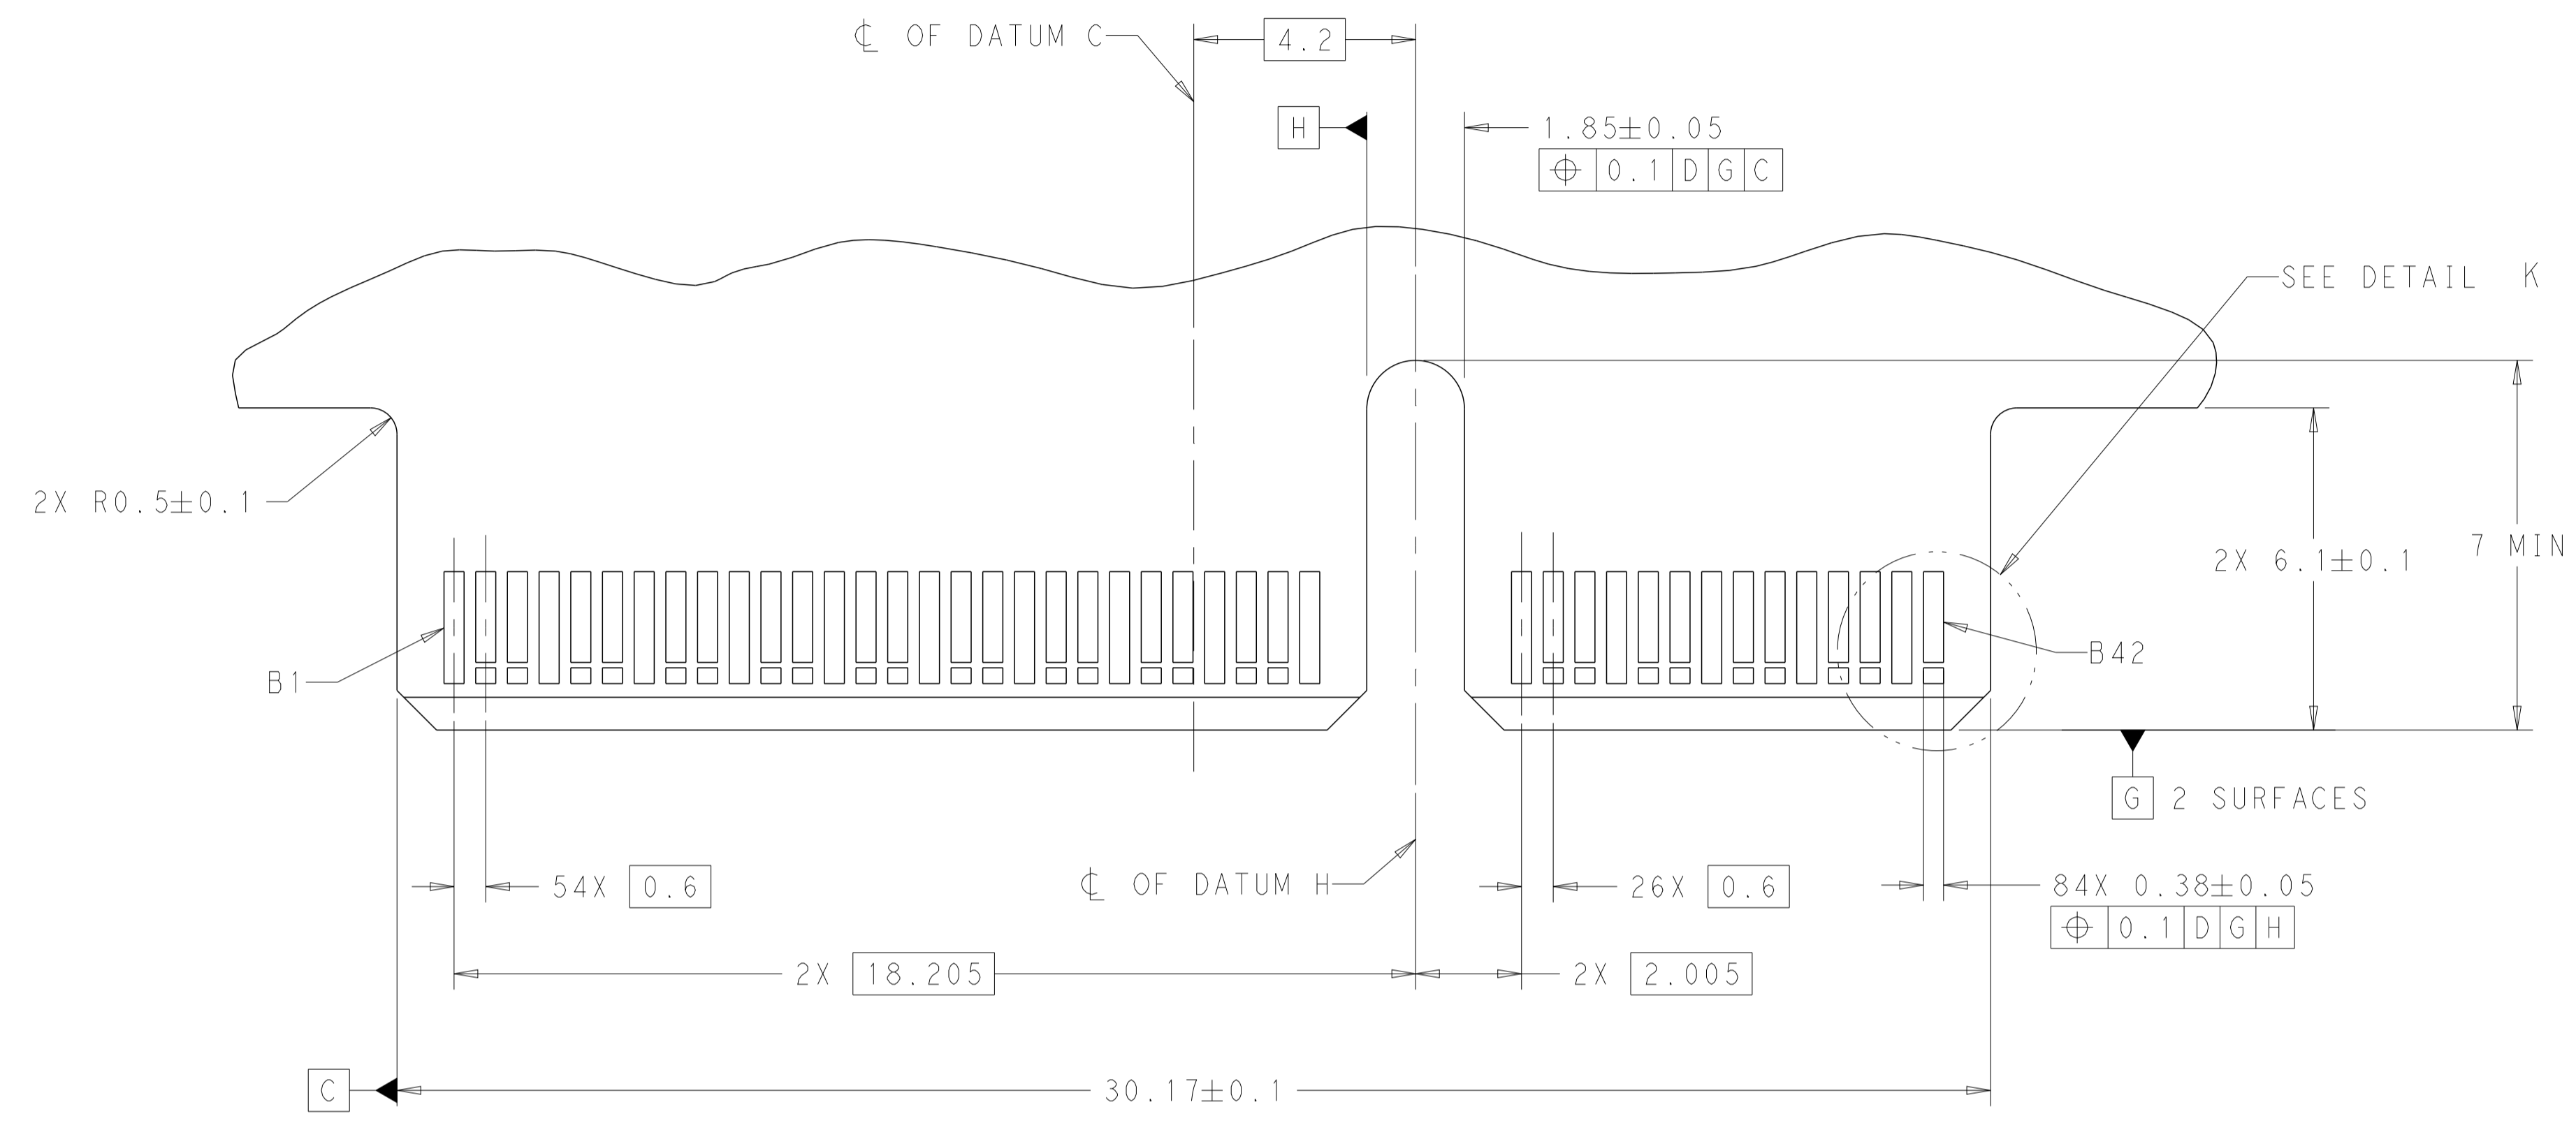 ℄ OF DATUM C
4.2
H
1.85±0.05
⌖ 0.1 D G C
SEE DETAIL K
2X R0.5±0.1
7 MIN
2X 6.1±0.1
B1
B42
G 2 SURFACES
54X 0.6
℄ OF DATUM H
26X 0.6
84X 0.38±0.05
⌖ 0.1 D G H
2X 18.205
2X 2.005
C
30.17±0.1